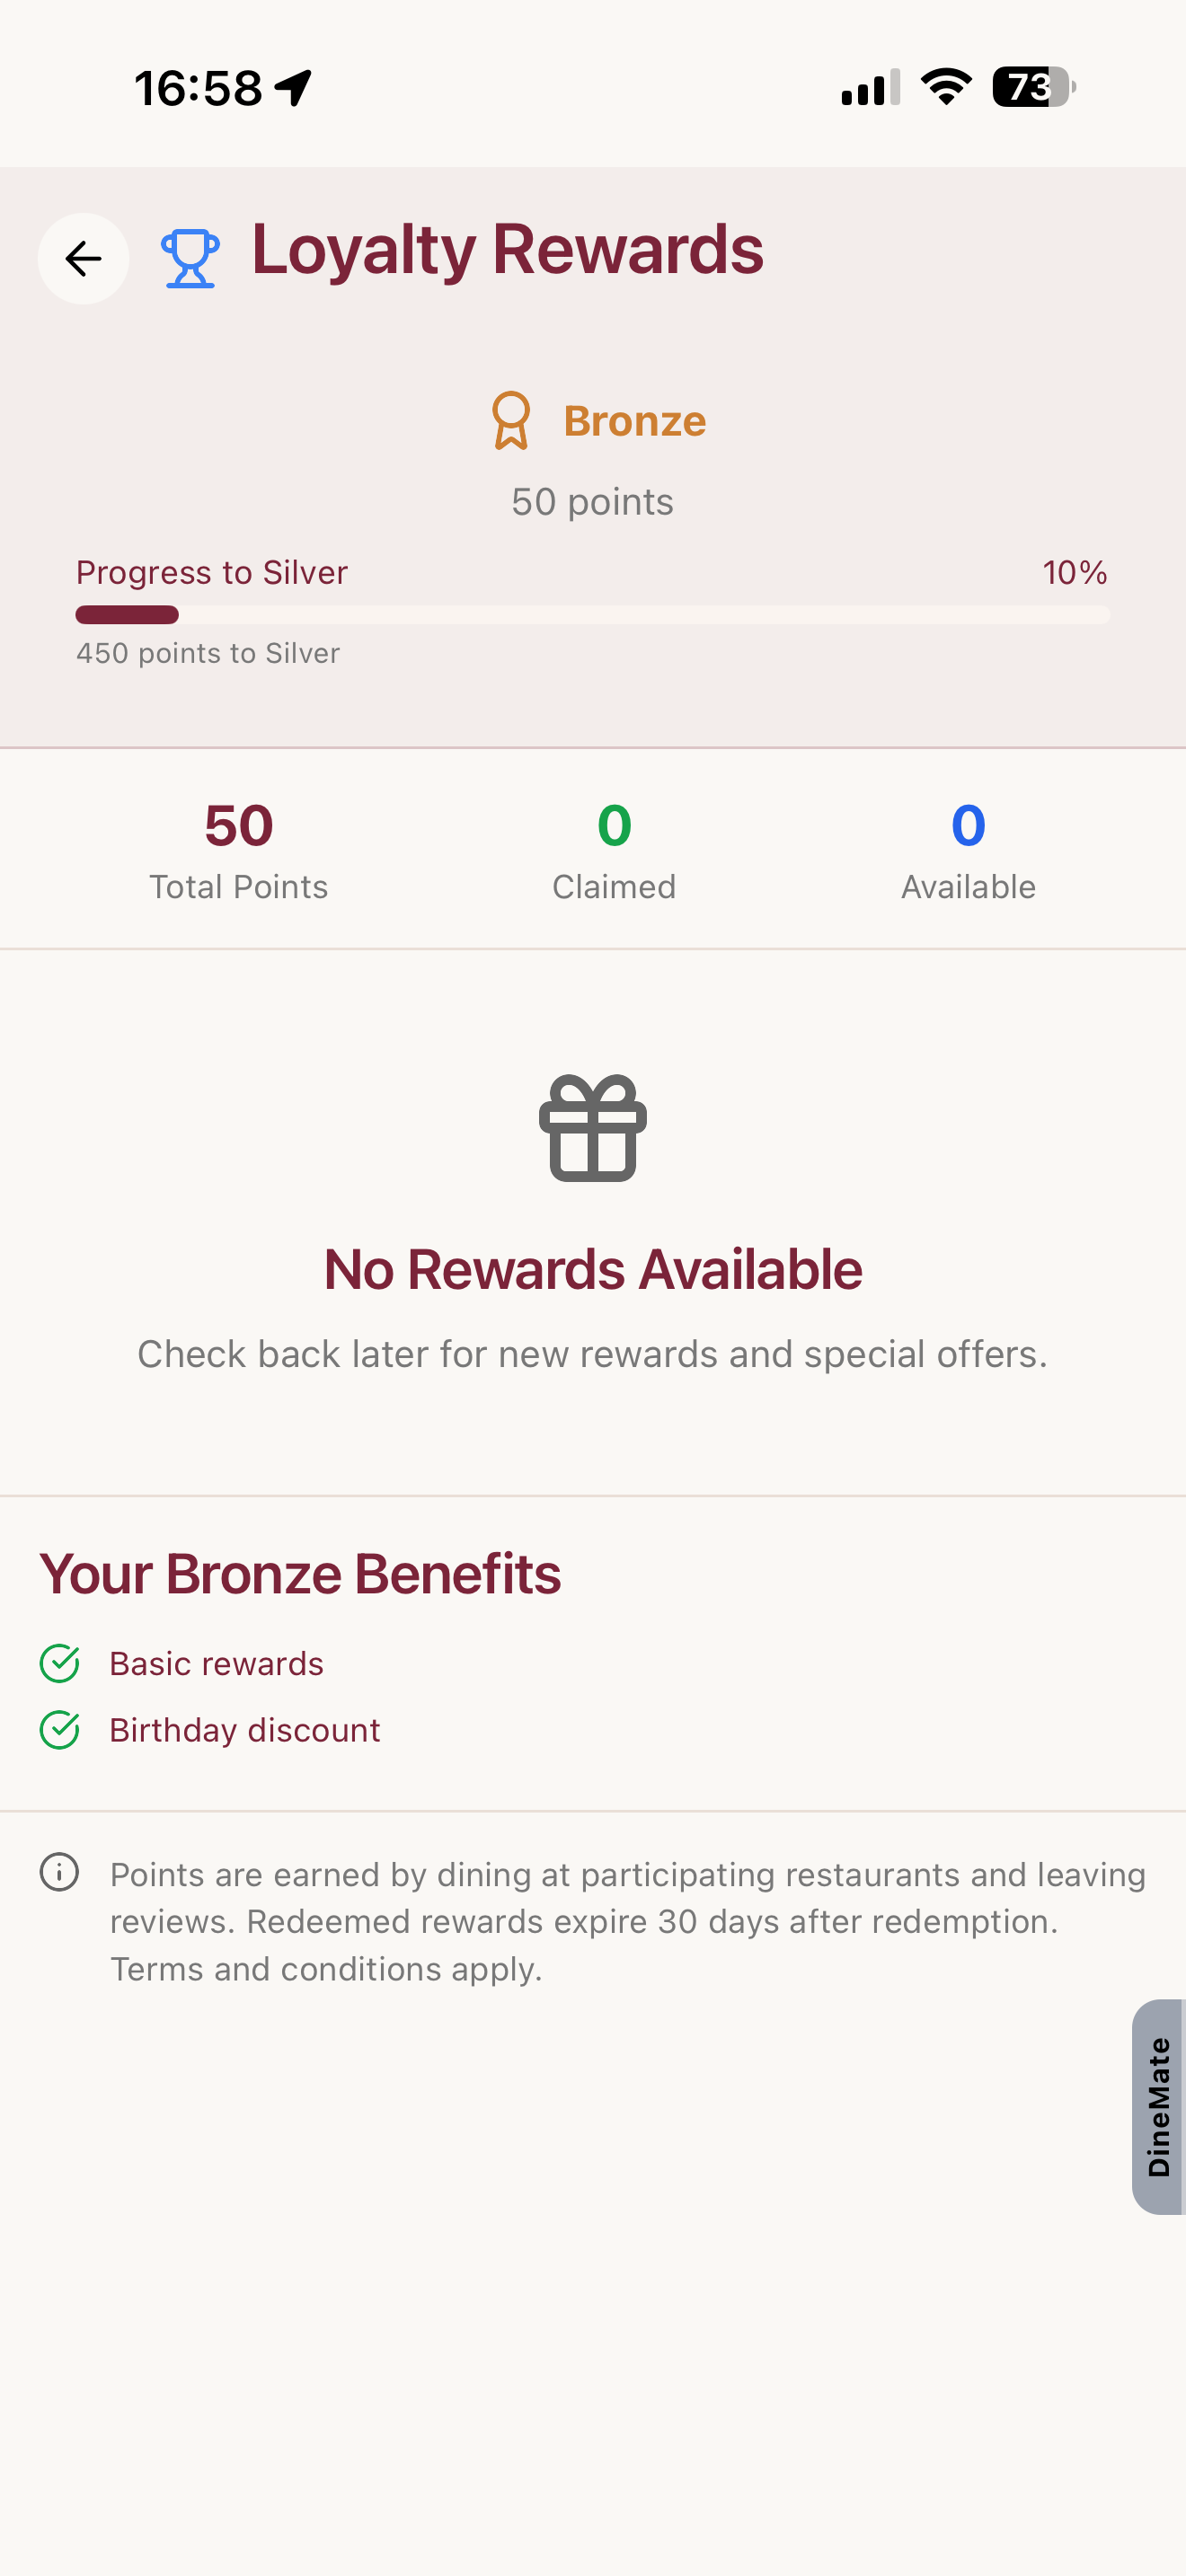 16:58
73
Loyalty Rewards
Bronze
50 points
Progress to Silver 10%
450 points to Silver
50 0 0
Total Points Claimed Available
No Rewards Available
Check back later for new rewards and special offers.
Your Bronze Benefits
Basic rewards
Birthday discount
Points are earned by dining at participating restaurants and leaving
reviews. Redeemed rewards expire 30 days after redemption.
Terms and conditions apply.
DineMate